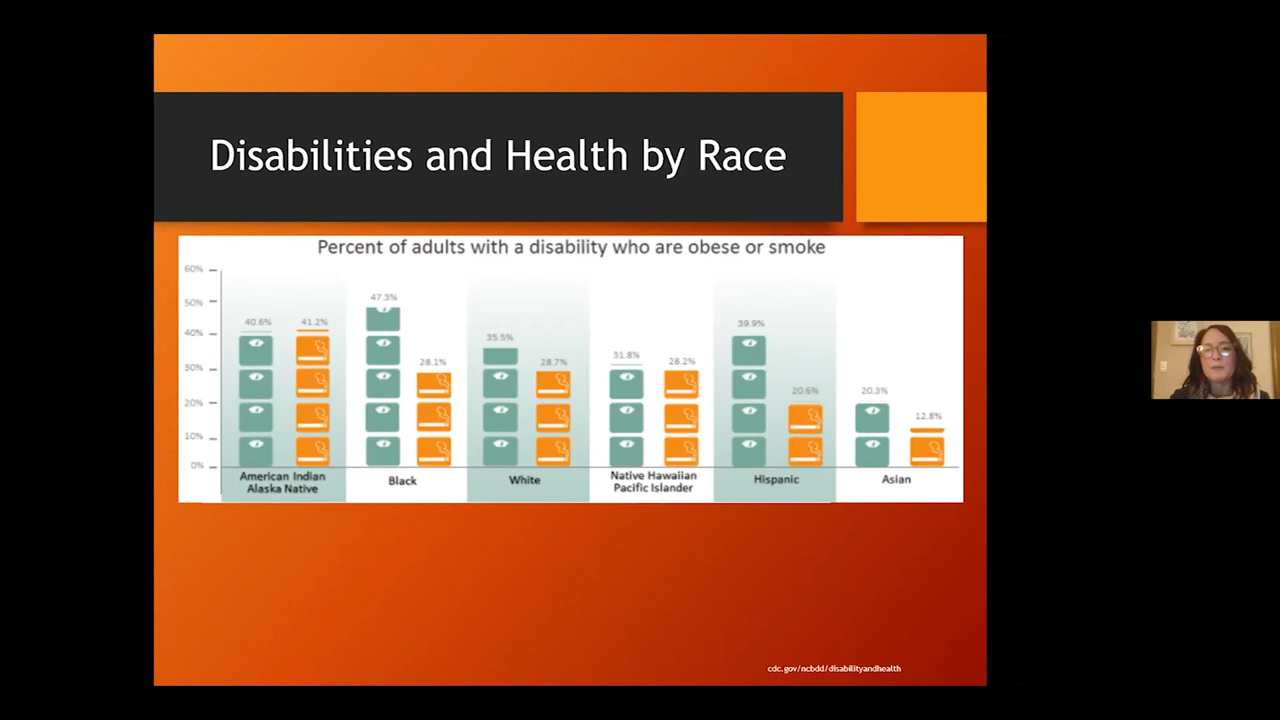 Disabilities and Health by Race
Percent of adults with a disability who are obese or smoke
60%
50%
40%
30%
20%
10%
0%
40.6%
41.2%
47.3%
28.1%
35.5%
28.7%
31.8%
28.2%
39.9%
20.6%
20.3%
12.8%
American Indian
Alaska Native
Black
White
Native Hawaiian
Pacific Islander
Hispanic
Asian
cdc.gov/ncbdd/disabilityandhealth